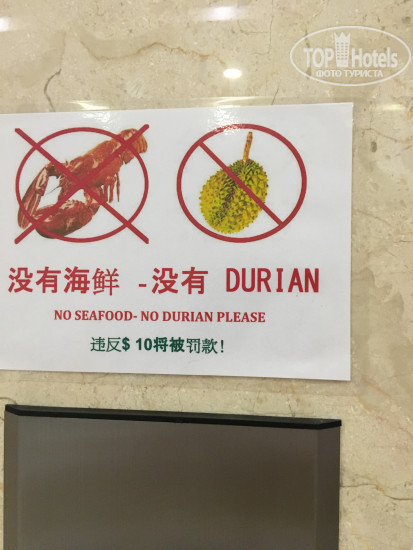 TOP Hotels
ФОТО ТУРИСТА
没有海鲜 -没有 DURIAN
NO SEAFOOD- NO DURIAN PLEASE
违反$ 10将被罚款!